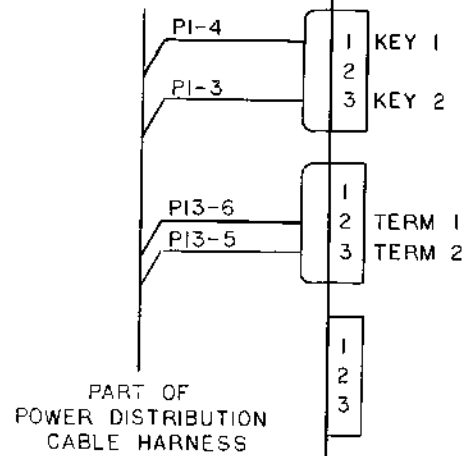 P1-4
1 KEY 1
2
P1-3
3 KEY 2
1
P13-6
2 TERM 1
P13-5
3 TERM 2
1
2
3
PART OF
POWER DISTRIBUTION
CABLE HARNESS